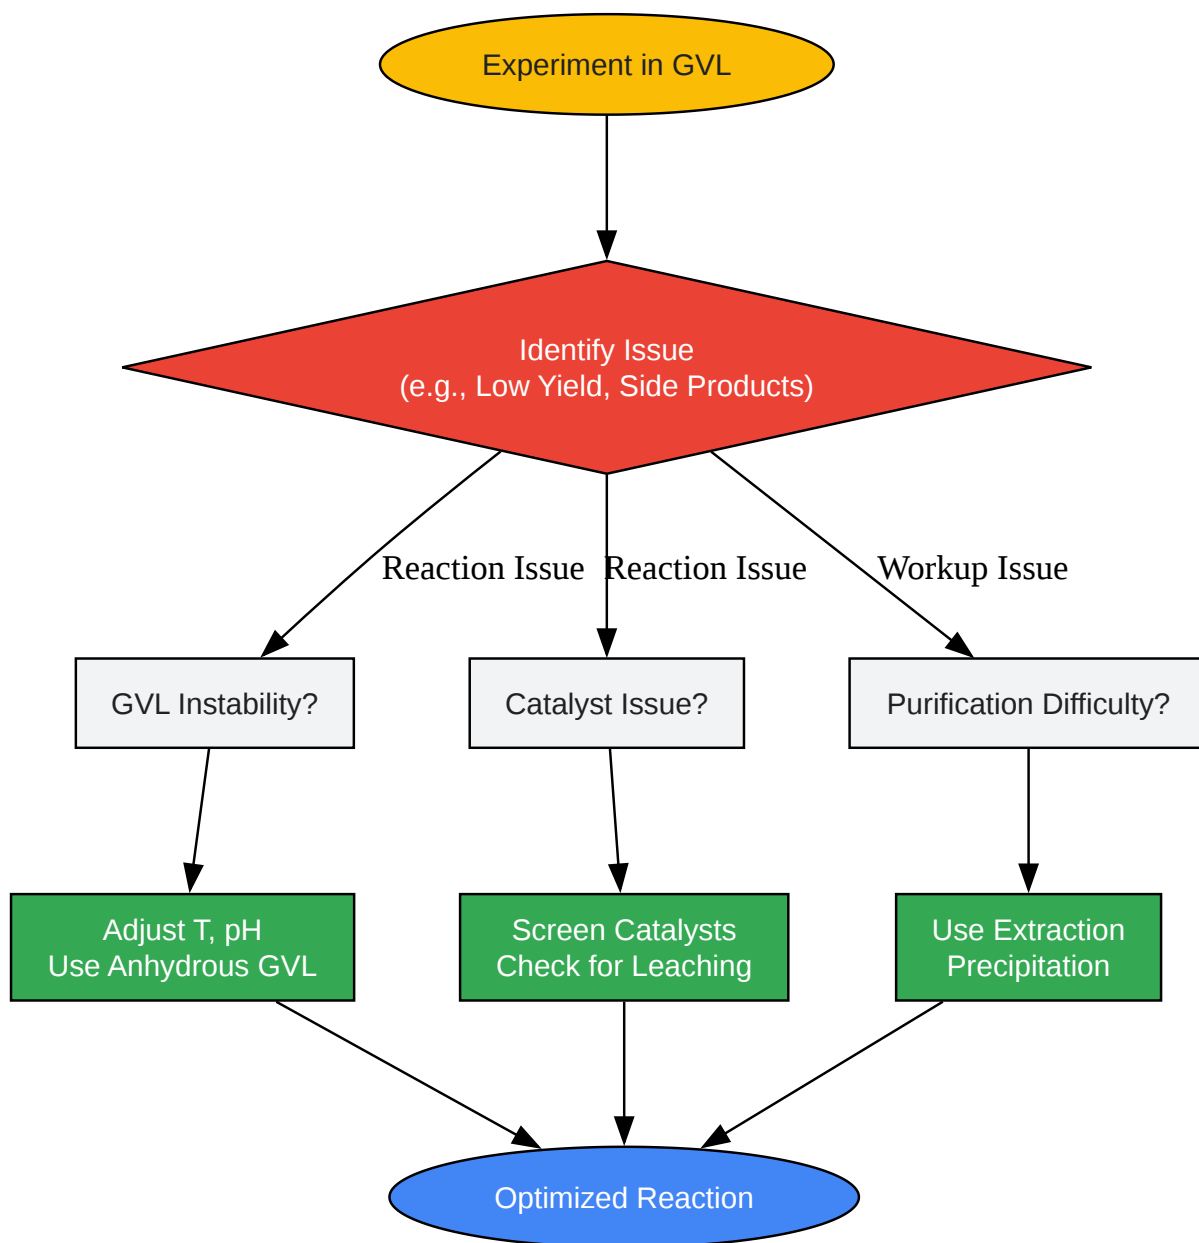 Experiment in GVL
Identify Issue
(e.g., Low Yield, Side Products)
Reaction Issue
Reaction Issue
Workup Issue
GVL Instability?
Catalyst Issue?
Purification Difficulty?
Adjust T, pH
Use Anhydrous GVL
Screen Catalysts
Check for Leaching
Use Extraction
Precipitation
Optimized Reaction